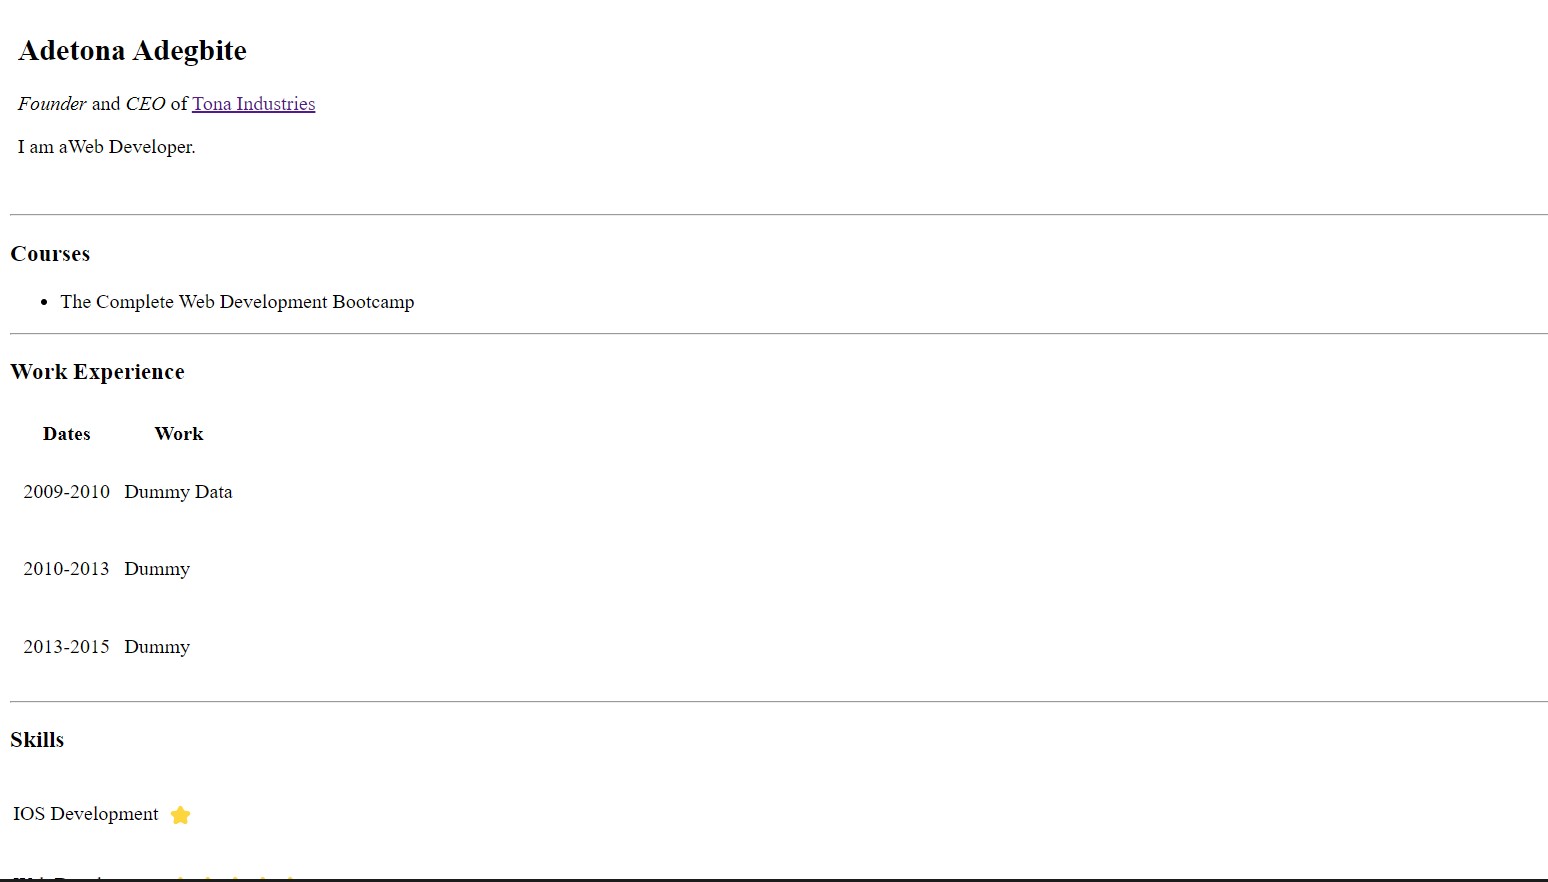 Adetona Adegbite
Founder and CEO of Tona Industries
I am aWeb Developer.
Courses
• The Complete Web Development Bootcamp
Work Experience
Dates Work
2009-2010 Dummy Data
2010-2013 Dummy
2013-2015 Dummy
Skills
IOS Development